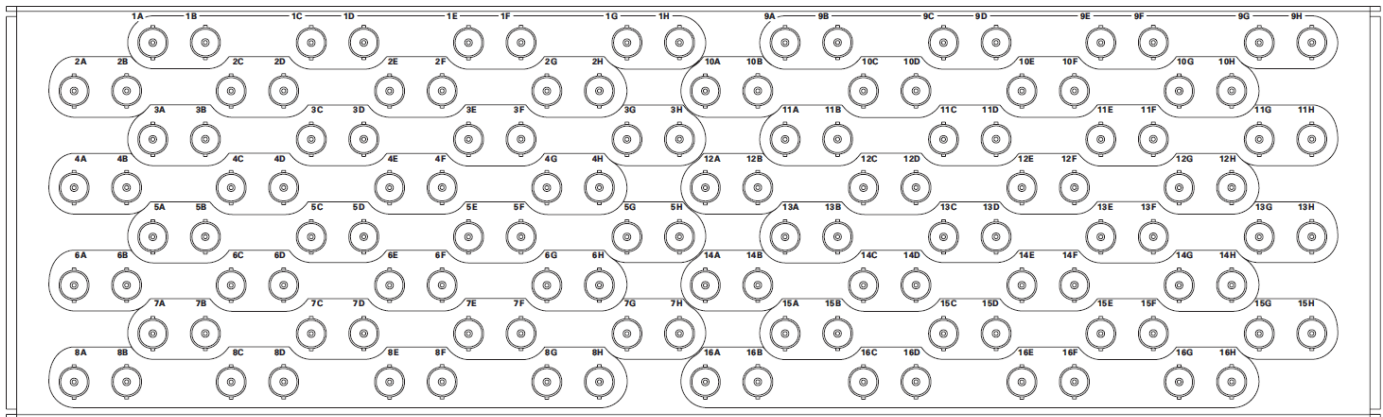 1A 1B 1C 1D 1E 1F 1G 1H 9A 9B 9C 9D 9E 9F 9G 9H
2A 2B 2C 2D 2E 2F 2G 2H 10A 10B 10C 10D 10E 10F 10G 10H
3A 3B 3C 3D 3E 3F 3G 3H 11A 11B 11C 11D 11E 11F 11G 11H
4A 4B 4C 4D 4E 4F 4G 4H 12A 12B 12C 12D 12E 12F 12G 12H
5A 5B 5C 5D 5E 5F 5G 5H 13A 13B 13C 13D 13E 13F 13G 13H
6A 6B 6C 6D 6E 6F 6G 6H 14A 14B 14C 14D 14E 14F 14G 14H
7A 7B 7C 7D 7E 7F 7G 7H 15A 15B 15C 15D 15E 15F 15G 15H
8A 8B 8C 8D 8E 8F 8G 8H 16A 16B 16C 16D 16E 16F 16G 16H